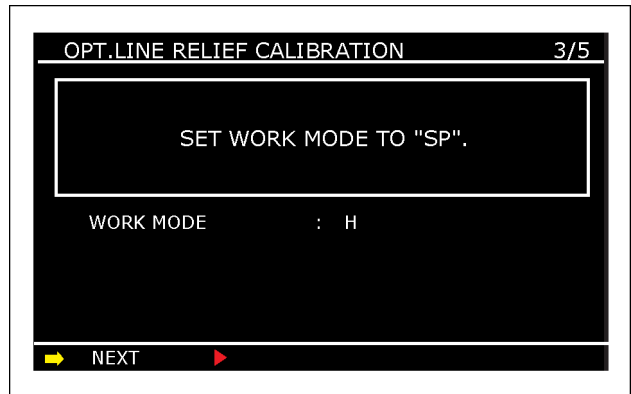 OPT.LINE RELIEF CALIBRATION 3/5
SET WORK MODE TO "SP".
WORK MODE : H
NEXT